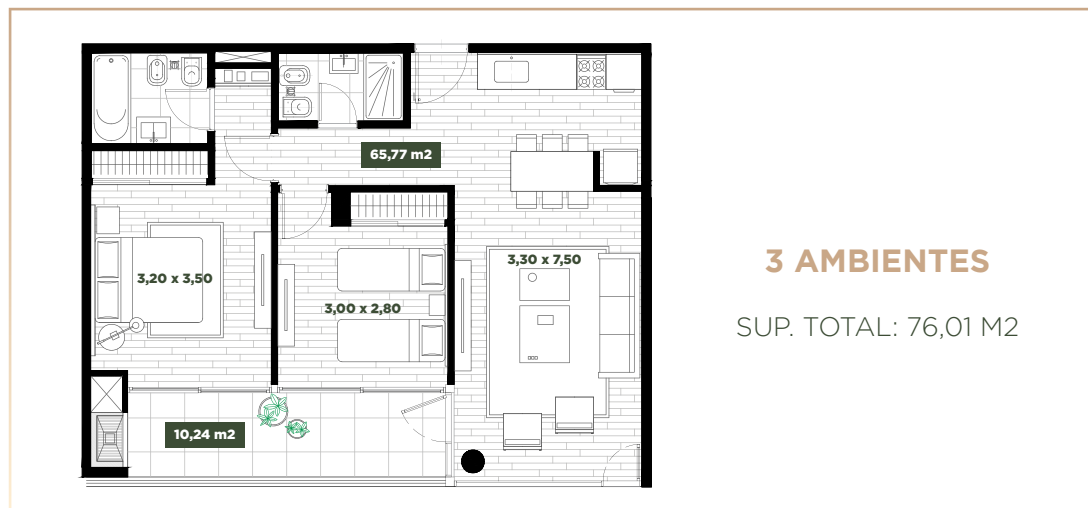 65,77 m2
3,20 x 3,50
3,00 x 2,80
3,30 x 7,50
10,24 m2
3 AMBIENTES
SUP. TOTAL: 76,01 M2